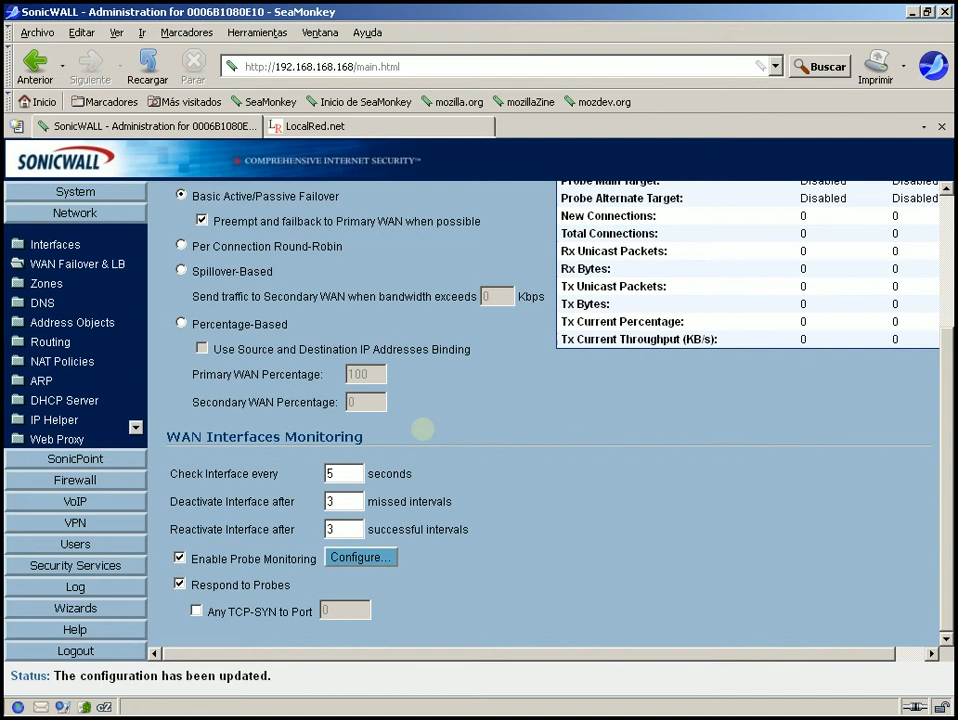 SonicWALL - Administration for 0006B1080E10 - SeaMonkey
Archivo Editar Ver Ir Marcadores Herramientas Ventana Ayuda
Anterior Siguiente Recargar Parar http://192.168.168.168/main.html Buscar Imprimir
Inicio Marcadores Más visitados SeaMonkey Inicio de SeaMonkey mozilla.org mozillaZine mozdev.org
SonicWALL - Administration for 0006B1080E... LR LocalRed.net
SONICWALL COMPREHENSIVE INTERNET SECURITY™
System
Network
Interfaces
WAN Failover & LB
Zones
DNS
Address Objects
Routing
NAT Policies
ARP
DHCP Server
IP Helper
Web Proxy
SonicPoint
Firewall
VoIP
VPN
Users
Security Services
Log
Wizards
Help
Logout
Basic Active/Passive Failover
Preempt and failback to Primary WAN when possible
Per Connection Round-Robin
Spillover-Based
Send traffic to Secondary WAN when bandwidth exceeds 0 Kbps
Percentage-Based
Use Source and Destination IP Addresses Binding
Primary WAN Percentage: 100
Secondary WAN Percentage: 0
Probe Main Target: Disabled Disabled
Probe Alternate Target: Disabled Disabled
New Connections: 0 0
Total Connections: 0 0
Rx Unicast Packets: 0 0
Rx Bytes: 0 0
Tx Unicast Packets: 0 0
Tx Bytes: 0 0
Tx Current Percentage: 0 0
Tx Current Throughput (KB/s): 0 0
WAN Interfaces Monitoring
Check Interface every 5 seconds
Deactivate Interface after 3 missed intervals
Reactivate Interface after 3 successful intervals
Enable Probe Monitoring Configure...
Respond to Probes
Any TCP-SYN to Port 0
Status: The configuration has been updated.